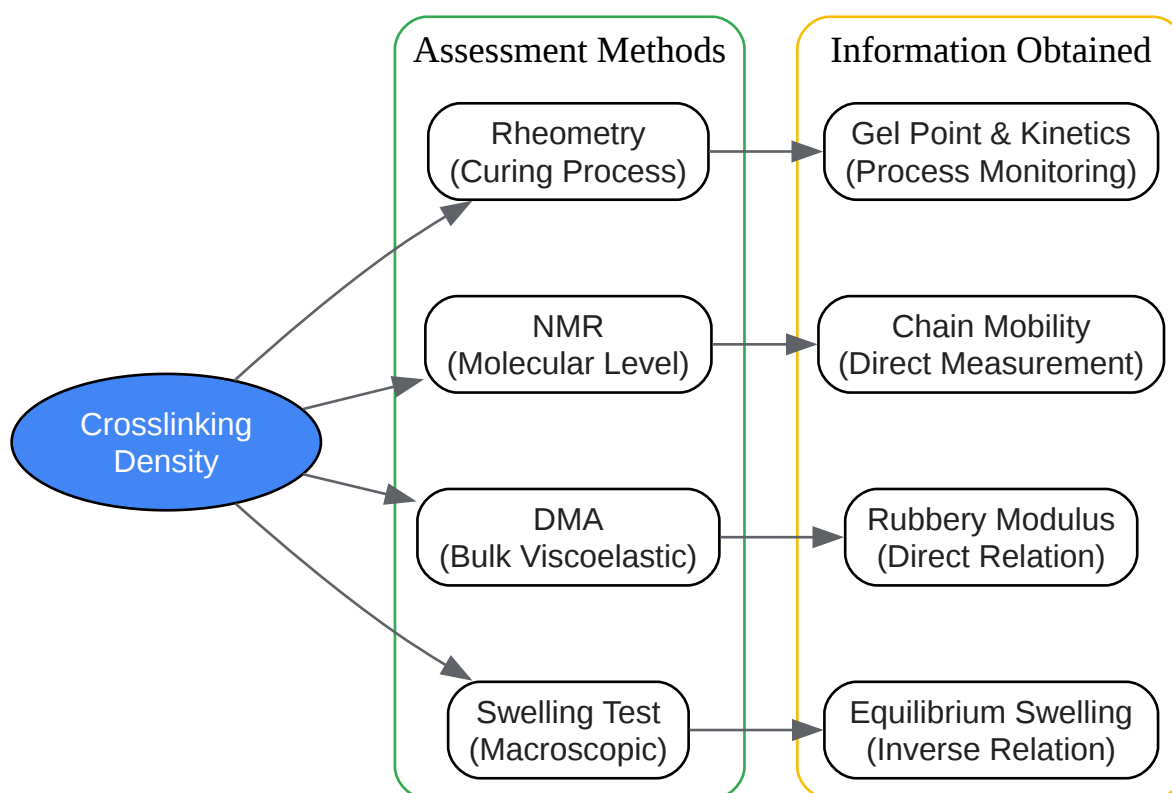 Assessment Methods
Information Obtained
Rheometry
(Curing Process)
Gel Point & Kinetics
(Process Monitoring)
NMR
(Molecular Level)
Chain Mobility
(Direct Measurement)
Crosslinking
Density
DMA
(Bulk Viscoelastic)
Rubbery Modulus
(Direct Relation)
Swelling Test
(Macroscopic)
Equilibrium Swelling
(Inverse Relation)